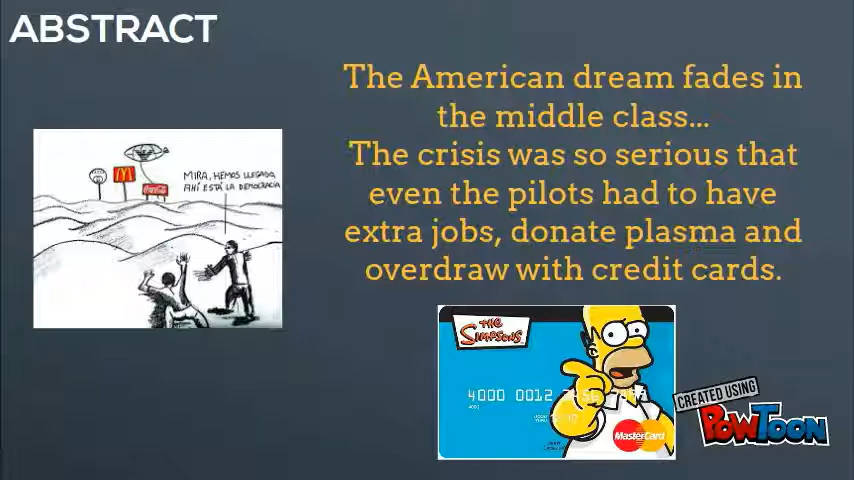 ABSTRACT
The American dream fades in
the middle class...
The crisis was so serious that
even the pilots had to have
extra jobs, donate plasma and
overdraw with credit cards.
MIRA, HEMOS LLEGADO,
AHÍ ESTÁ LA DEMOCRACIA
Coca-Cola
THE
SIMPSONS
4000 0012
MasterCard
CREATED USING
POWTOON